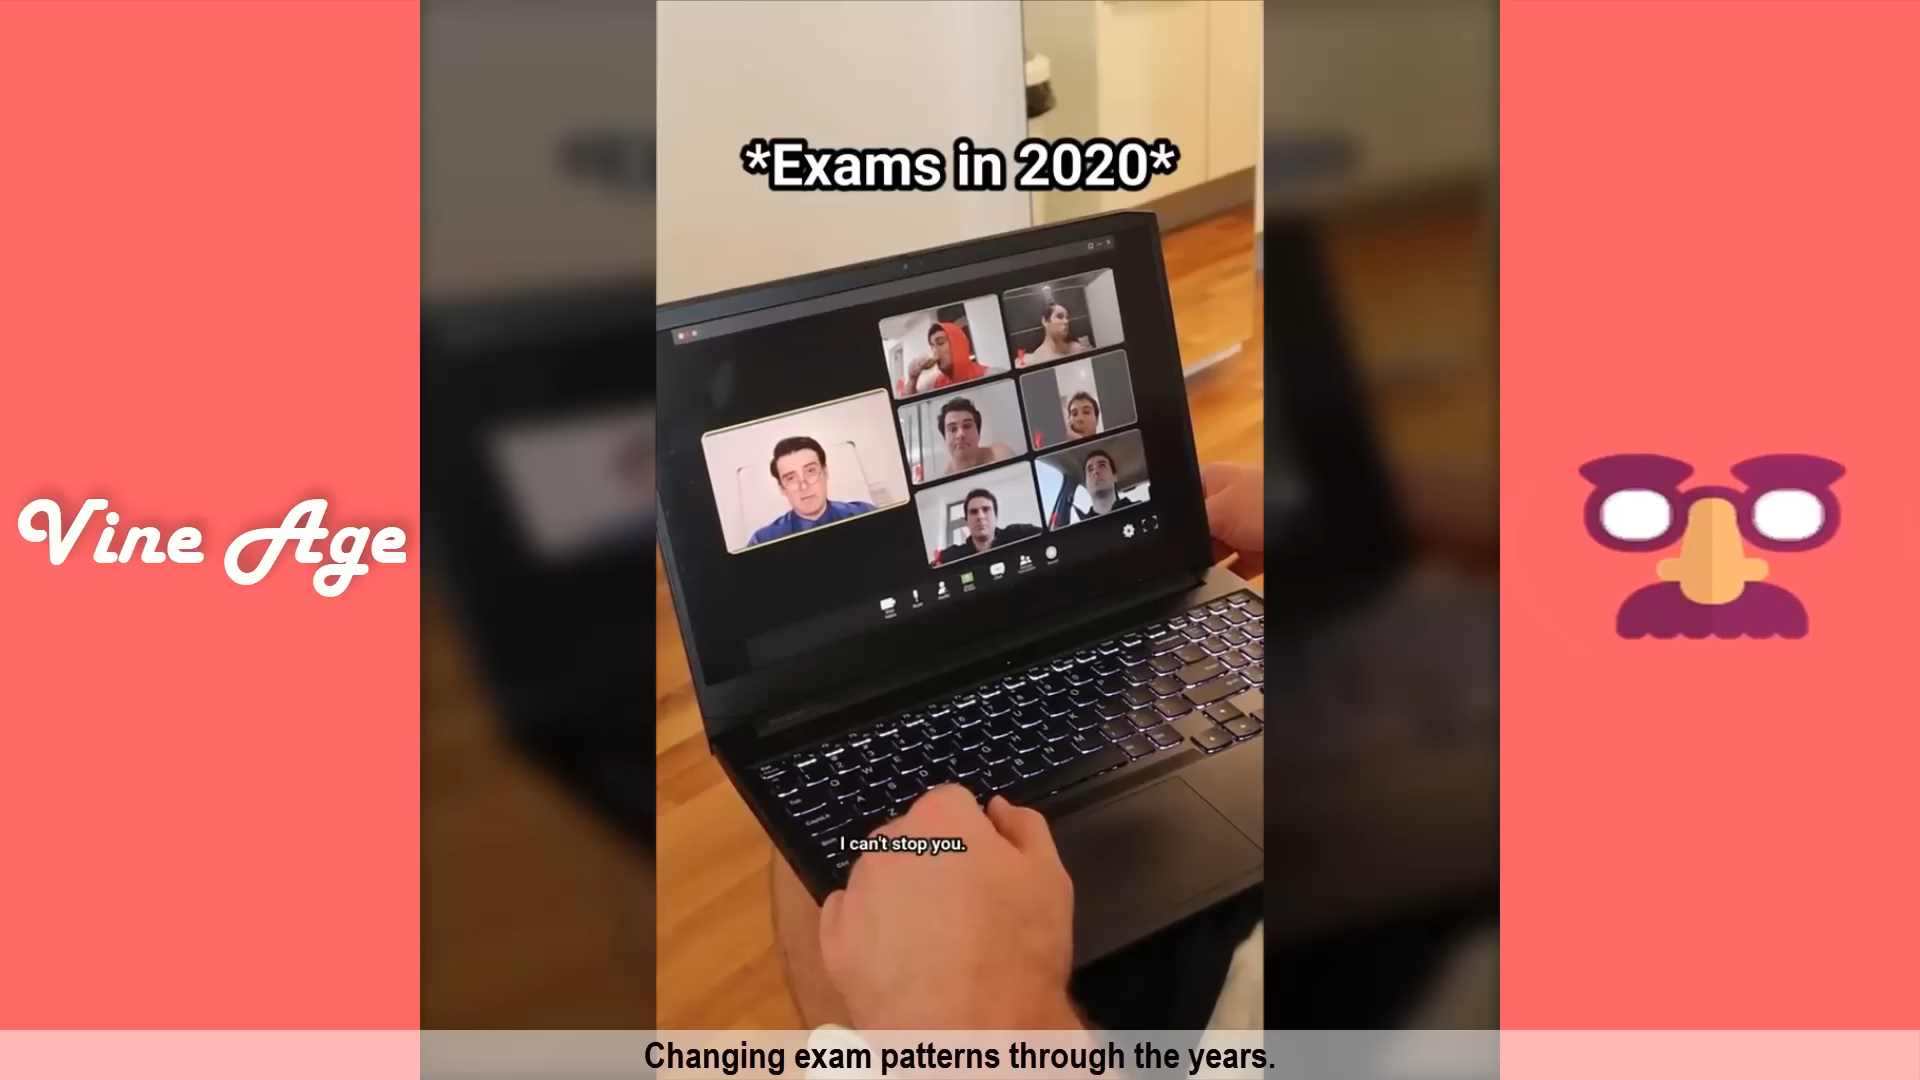 *Exams in 2020*
Vine Age
I can't stop you.
Changing exam patterns through the years.